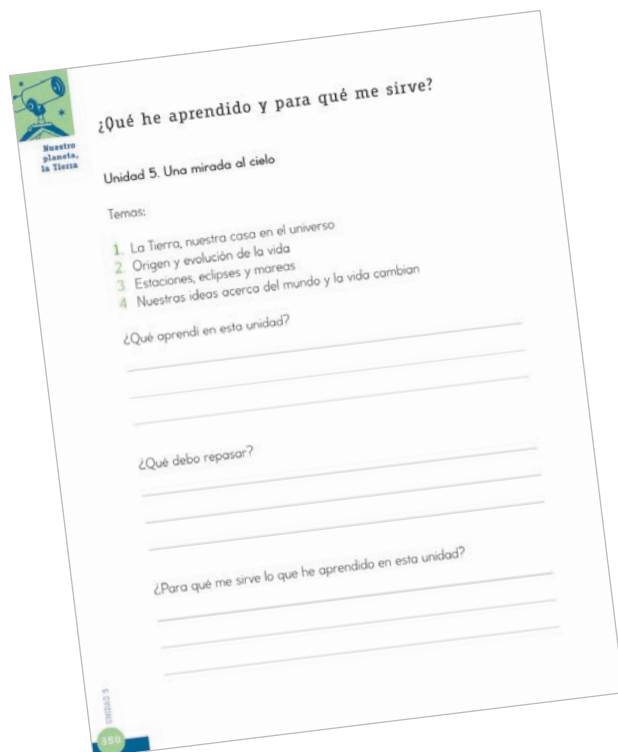 Nuestro
planeta,
la Tierra
¿Qué he aprendido y para qué me sirve?
Unidad 5. Una mirada al cielo
Temas:
1. La Tierra, nuestra casa en el universo
2. Origen y evolución de la vida
3. Estaciones, eclipses y mareas
4 Nuestras ideas acerca del mundo y la vida cambian
¿Qué aprendí en esta unidad?
¿Qué debo repasar?
¿Para qué me sirve lo que he aprendido en esta unidad?
UNIDAD 5
350